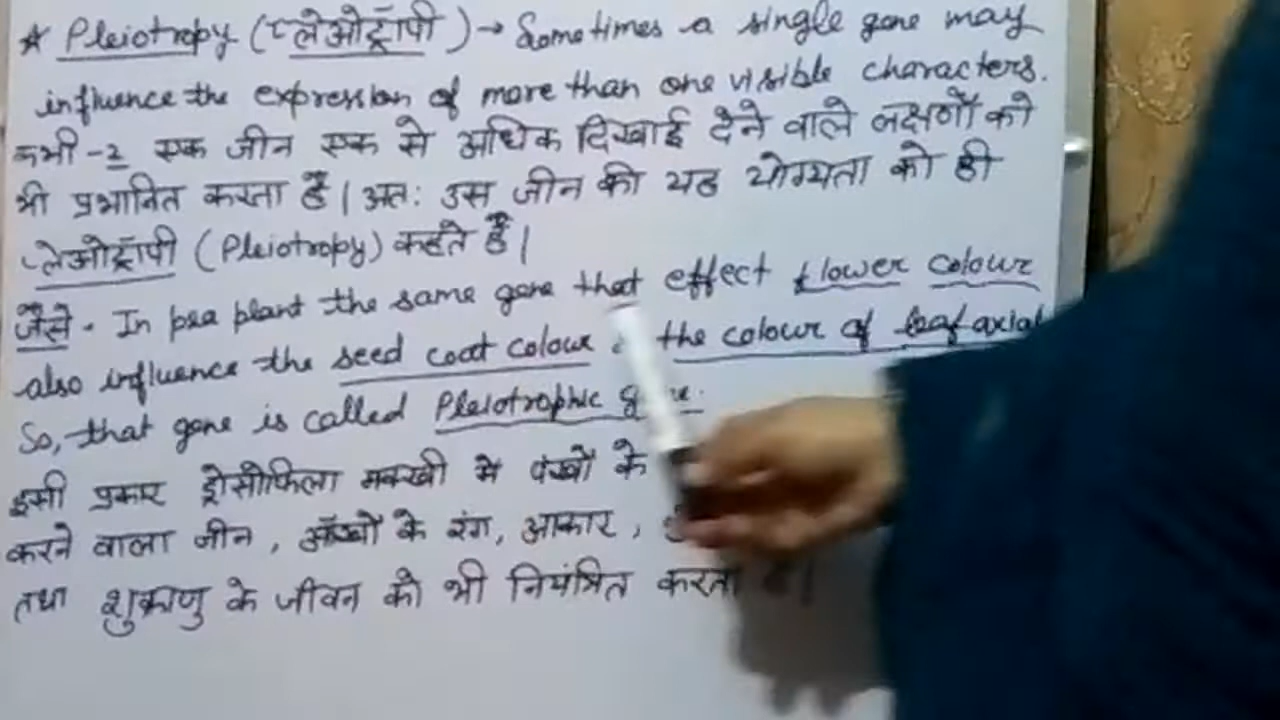 ★ Pleiotropy (प्लेओट्रॉपी) → Sometimes a single gene may
influence the expression of more than one visible characters.
कभी-2 एक जीन एक से अधिक दिखाई देने वाले लक्षणों को
भी प्रभावित करता है। अतः उस जीन की यह योग्यता को ही
प्लेओट्रॉपी (Pleiotropy) कहते हैं।
जैसे - In pea plant the same gene that effect flower colour
also influence the seed coat colour the colour of leaf axial
So, that gene is called Pleiotrophic
इसी प्रकार ड्रोसोफिला मक्खी में पंखों के
करने वाला जीन, आँखों के रंग, आकार,
तथा शुक्राणु के जीवन को भी नियंत्रित करता है।